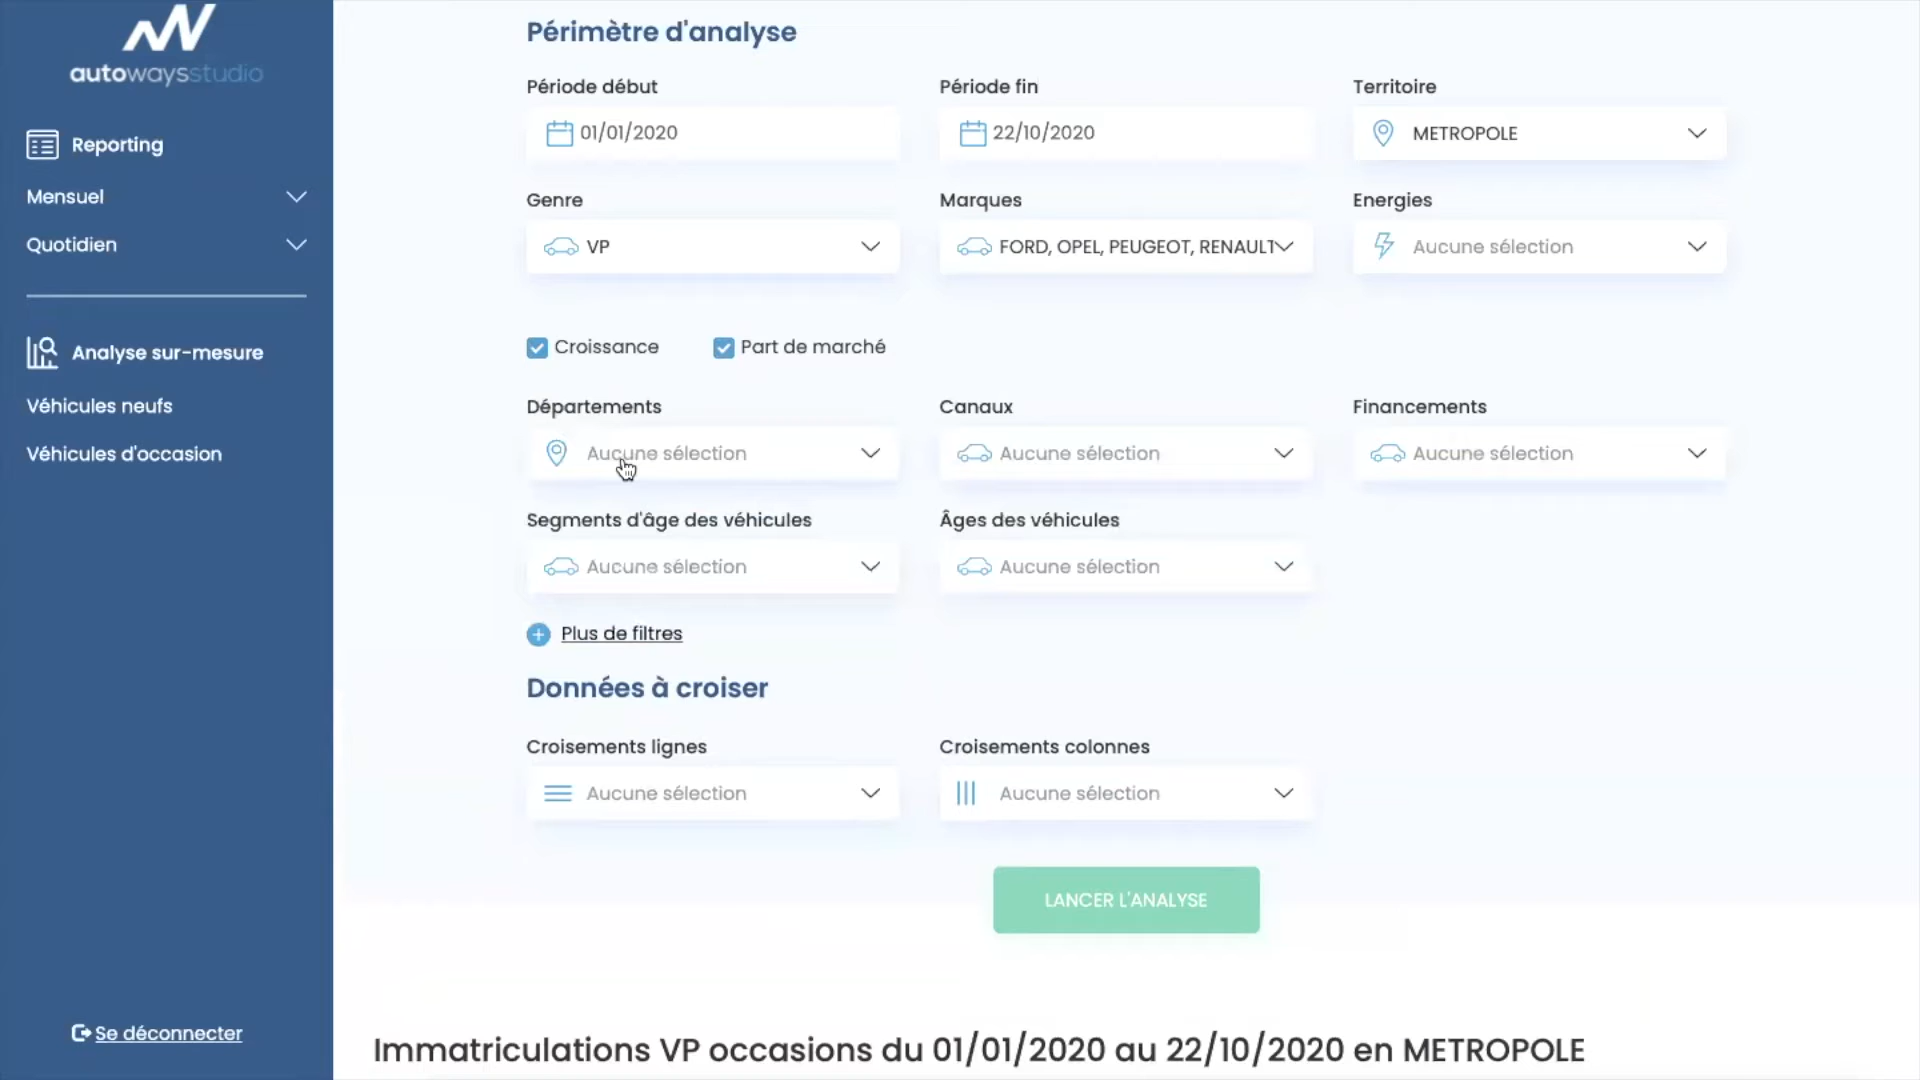 autowaysstudio
Reporting
Mensuel
Quotidien
Analyse sur-mesure
Véhicules neufs
Véhicules d'occasion
Se déconnecter
Périmètre d'analyse
Période début
Période fin
Territoire
01/01/2020
22/10/2020
METROPOLE
Genre
Marques
Energies
VP
FORD, OPEL, PEUGEOT, RENAULT
Aucune sélection
Croissance
Part de marché
Départements
Canaux
Financements
Aucune sélection
Aucune sélection
Aucune sélection
Segments d'âge des véhicules
Âges des véhicules
Aucune sélection
Aucune sélection
Plus de filtres
Données à croiser
Croisements lignes
Croisements colonnes
Aucune sélection
Aucune sélection
LANCER L'ANALYSE
Immatriculations VP occasions du 01/01/2020 au 22/10/2020 en METROPOLE